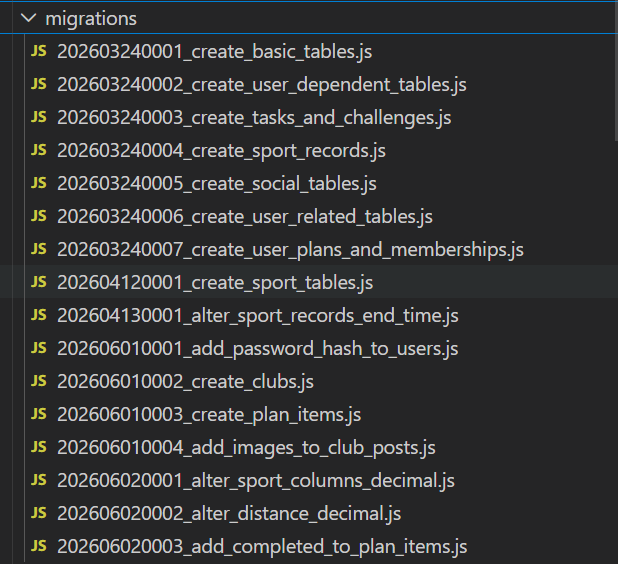 migrations
JS 202603240001_create_basic_tables.js
JS 202603240002_create_user_dependent_tables.js
JS 202603240003_create_tasks_and_challenges.js
JS 202603240004_create_sport_records.js
JS 202603240005_create_social_tables.js
JS 202603240006_create_user_related_tables.js
JS 202603240007_create_user_plans_and_memberships.js
JS 202604120001_create_sport_tables.js
JS 202604130001_alter_sport_records_end_time.js
JS 202606010001_add_password_hash_to_users.js
JS 202606010002_create_clubs.js
JS 202606010003_create_plan_items.js
JS 202606010004_add_images_to_club_posts.js
JS 202606020001_alter_sport_columns_decimal.js
JS 202606020002_alter_distance_decimal.js
JS 202606020003_add_completed_to_plan_items.js